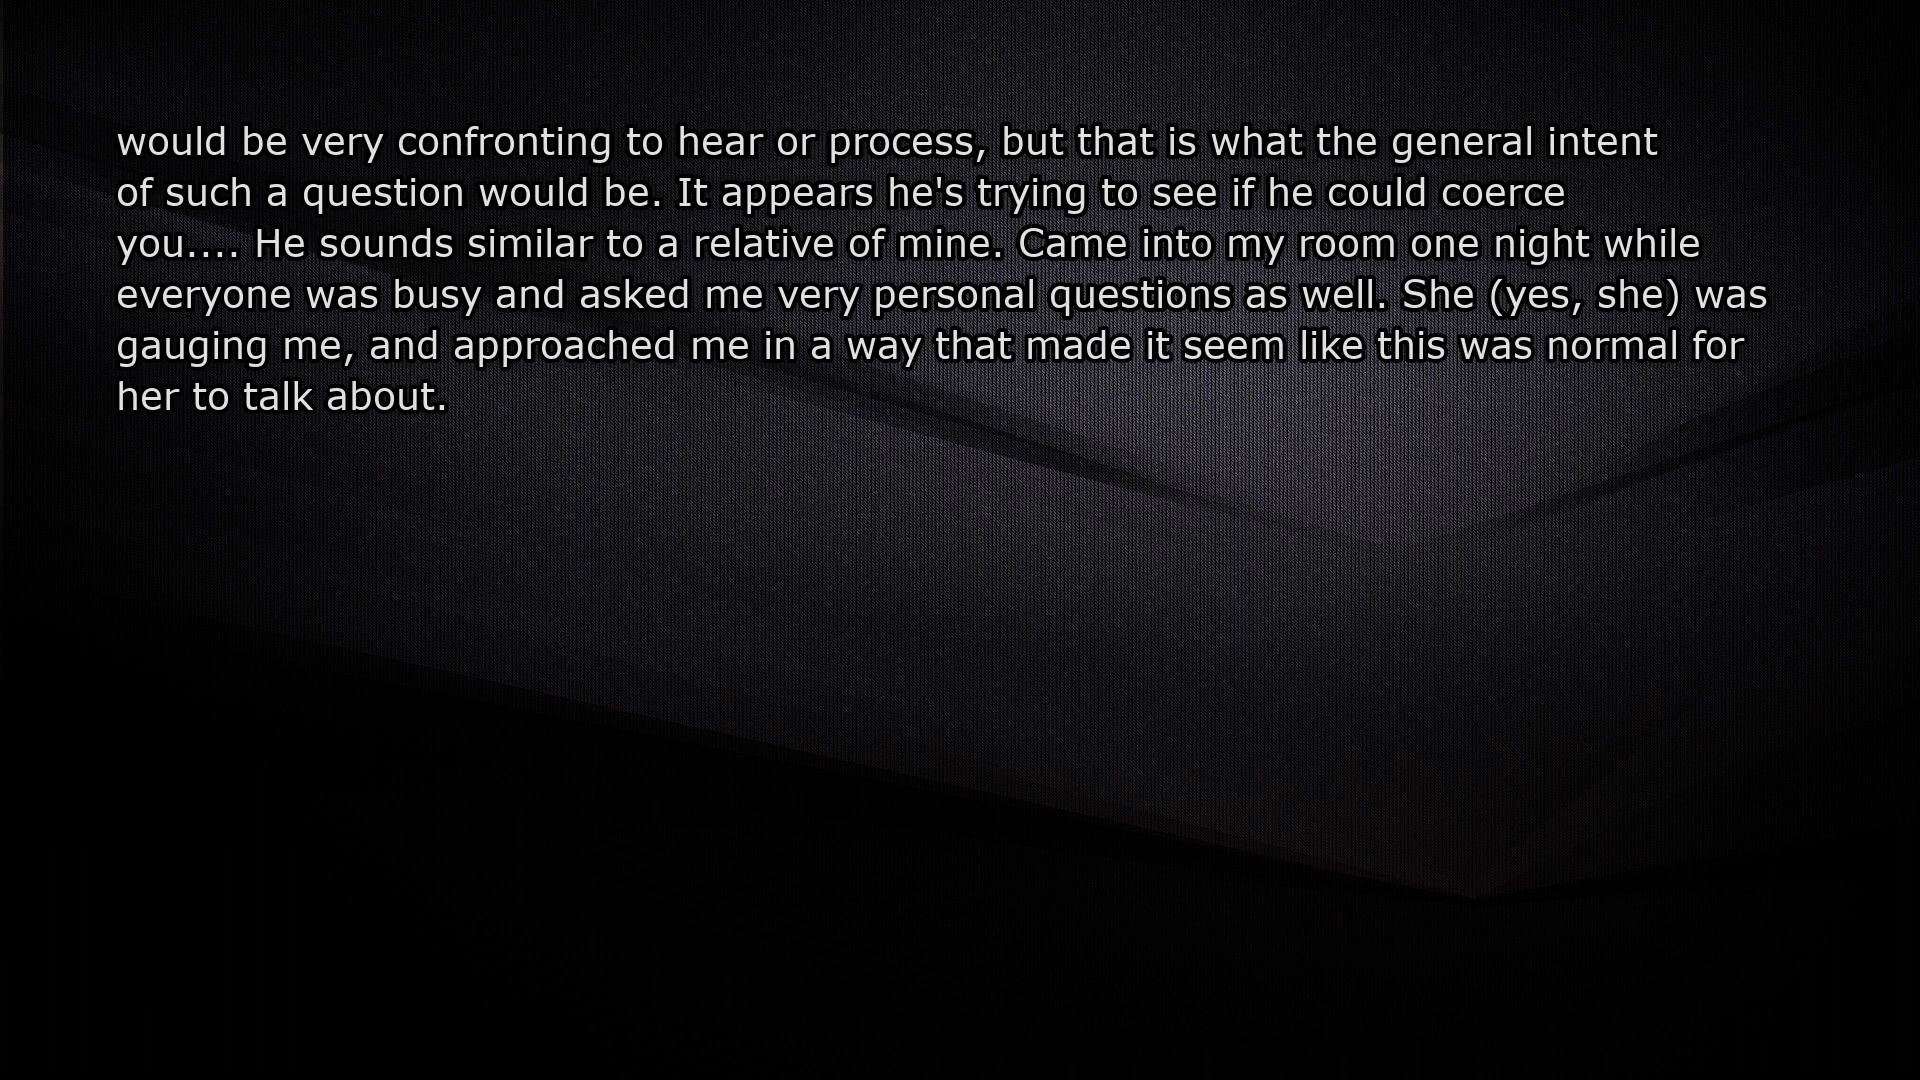 would be very confronting to hear or process, but that is what the general intent
of such a question would be. It appears he's trying to see if he could coerce
you.... He sounds similar to a relative of mine. Came into my room one night while
everyone was busy and asked me very personal questions as well. She (yes, she) was
gauging me, and approached me in a way that made it seem like this was normal for
her to talk about.